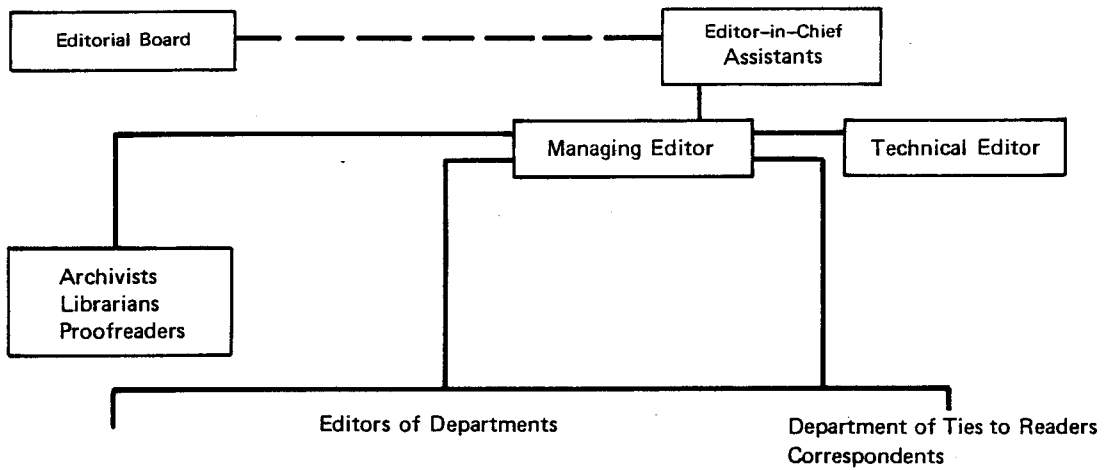 Editorial Board
Editor-in-Chief
Assistants
Managing Editor
Technical Editor
Archivists
Librarians
Proofreaders
Editors of Departments
Department of Ties to Readers
Correspondents